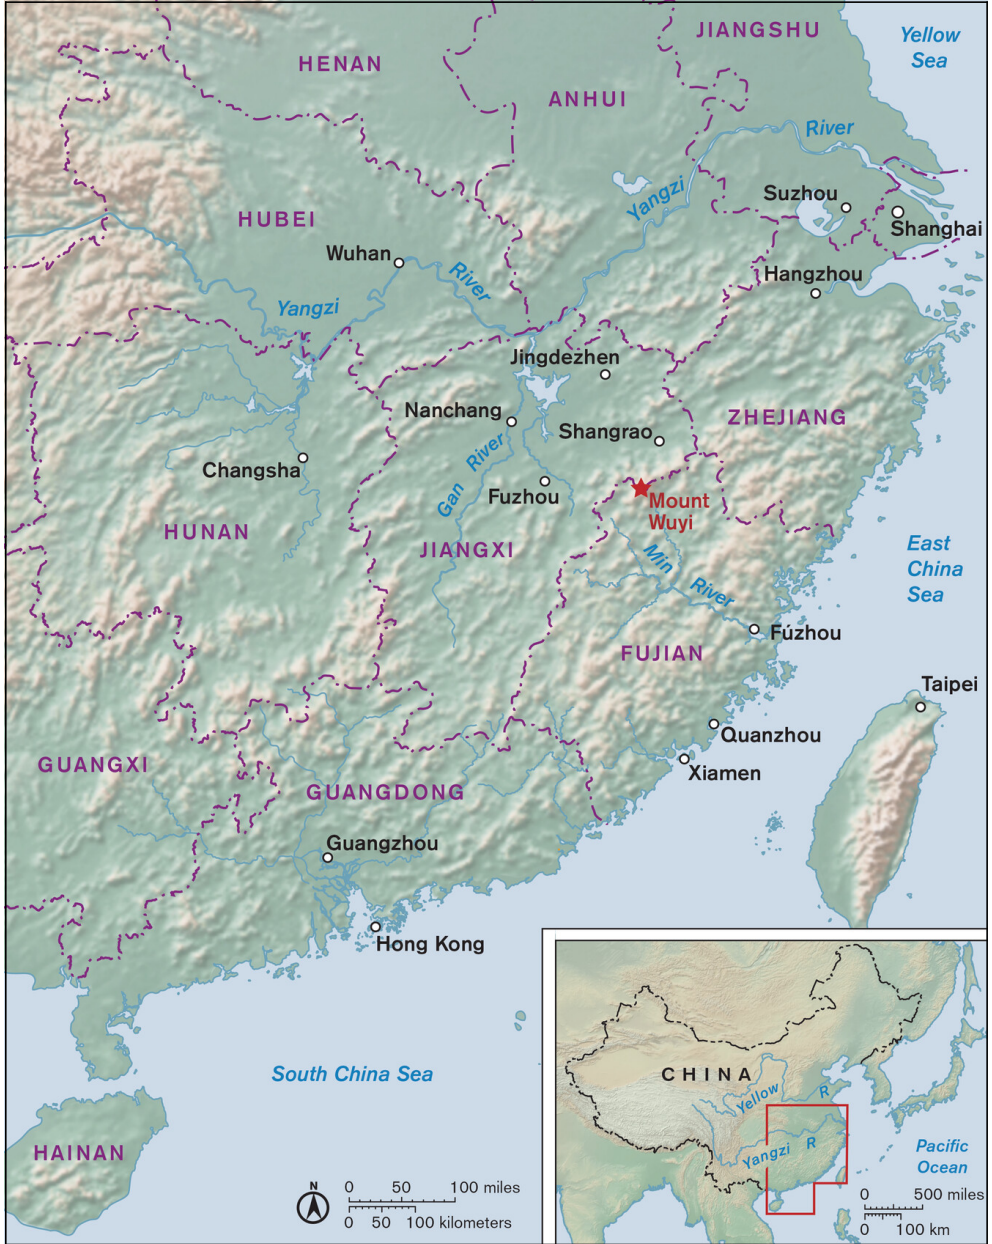 JIANGSHU
Yellow
Sea
HENAN
ANHUI
River
Yangzi
Suzhou
Shanghai
HUBEI
Wuhan
River
Hangzhou
Yangzi
Jingdezhen
Nanchang
ZHEJIANG
Shangrao
Changsha
Gan River
Fuzhou
Mount
Wuyi
HUNAN
JIANGXI
Min River
East
China
Sea
Fúzhou
FUJIAN
Taipei
Quanzhou
Xiamen
GUANGXI
GUANGDONG
Guangzhou
Hong Kong
South China Sea
HAINAN
N
0 50 100 miles
0 50 100 kilometers
CHINA
Yellow R
Yangzi R
Pacific
Ocean
0 500 miles
0 100 km